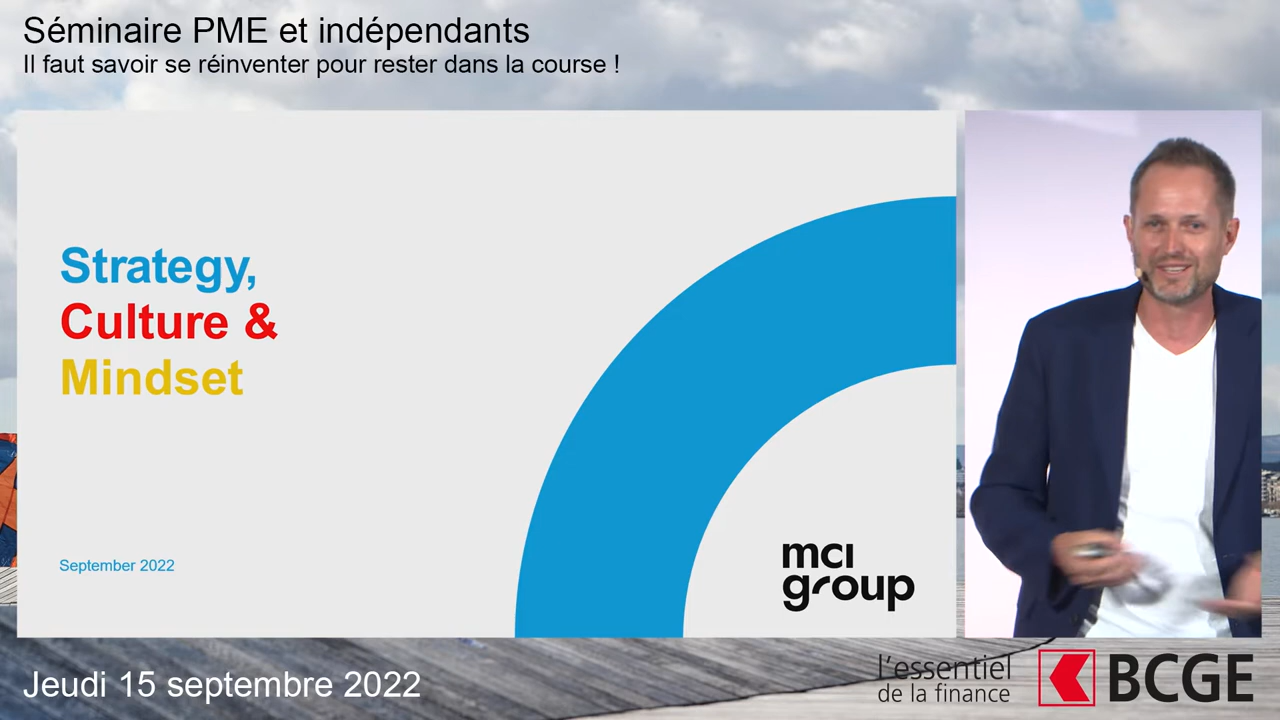 Séminaire PME et indépendants
Il faut savoir se réinventer pour rester dans la course !
Strategy,
Culture &
Mindset
September 2022
mci
group
Jeudi 15 septembre 2022
l'essentiel
de la finance
BCGE